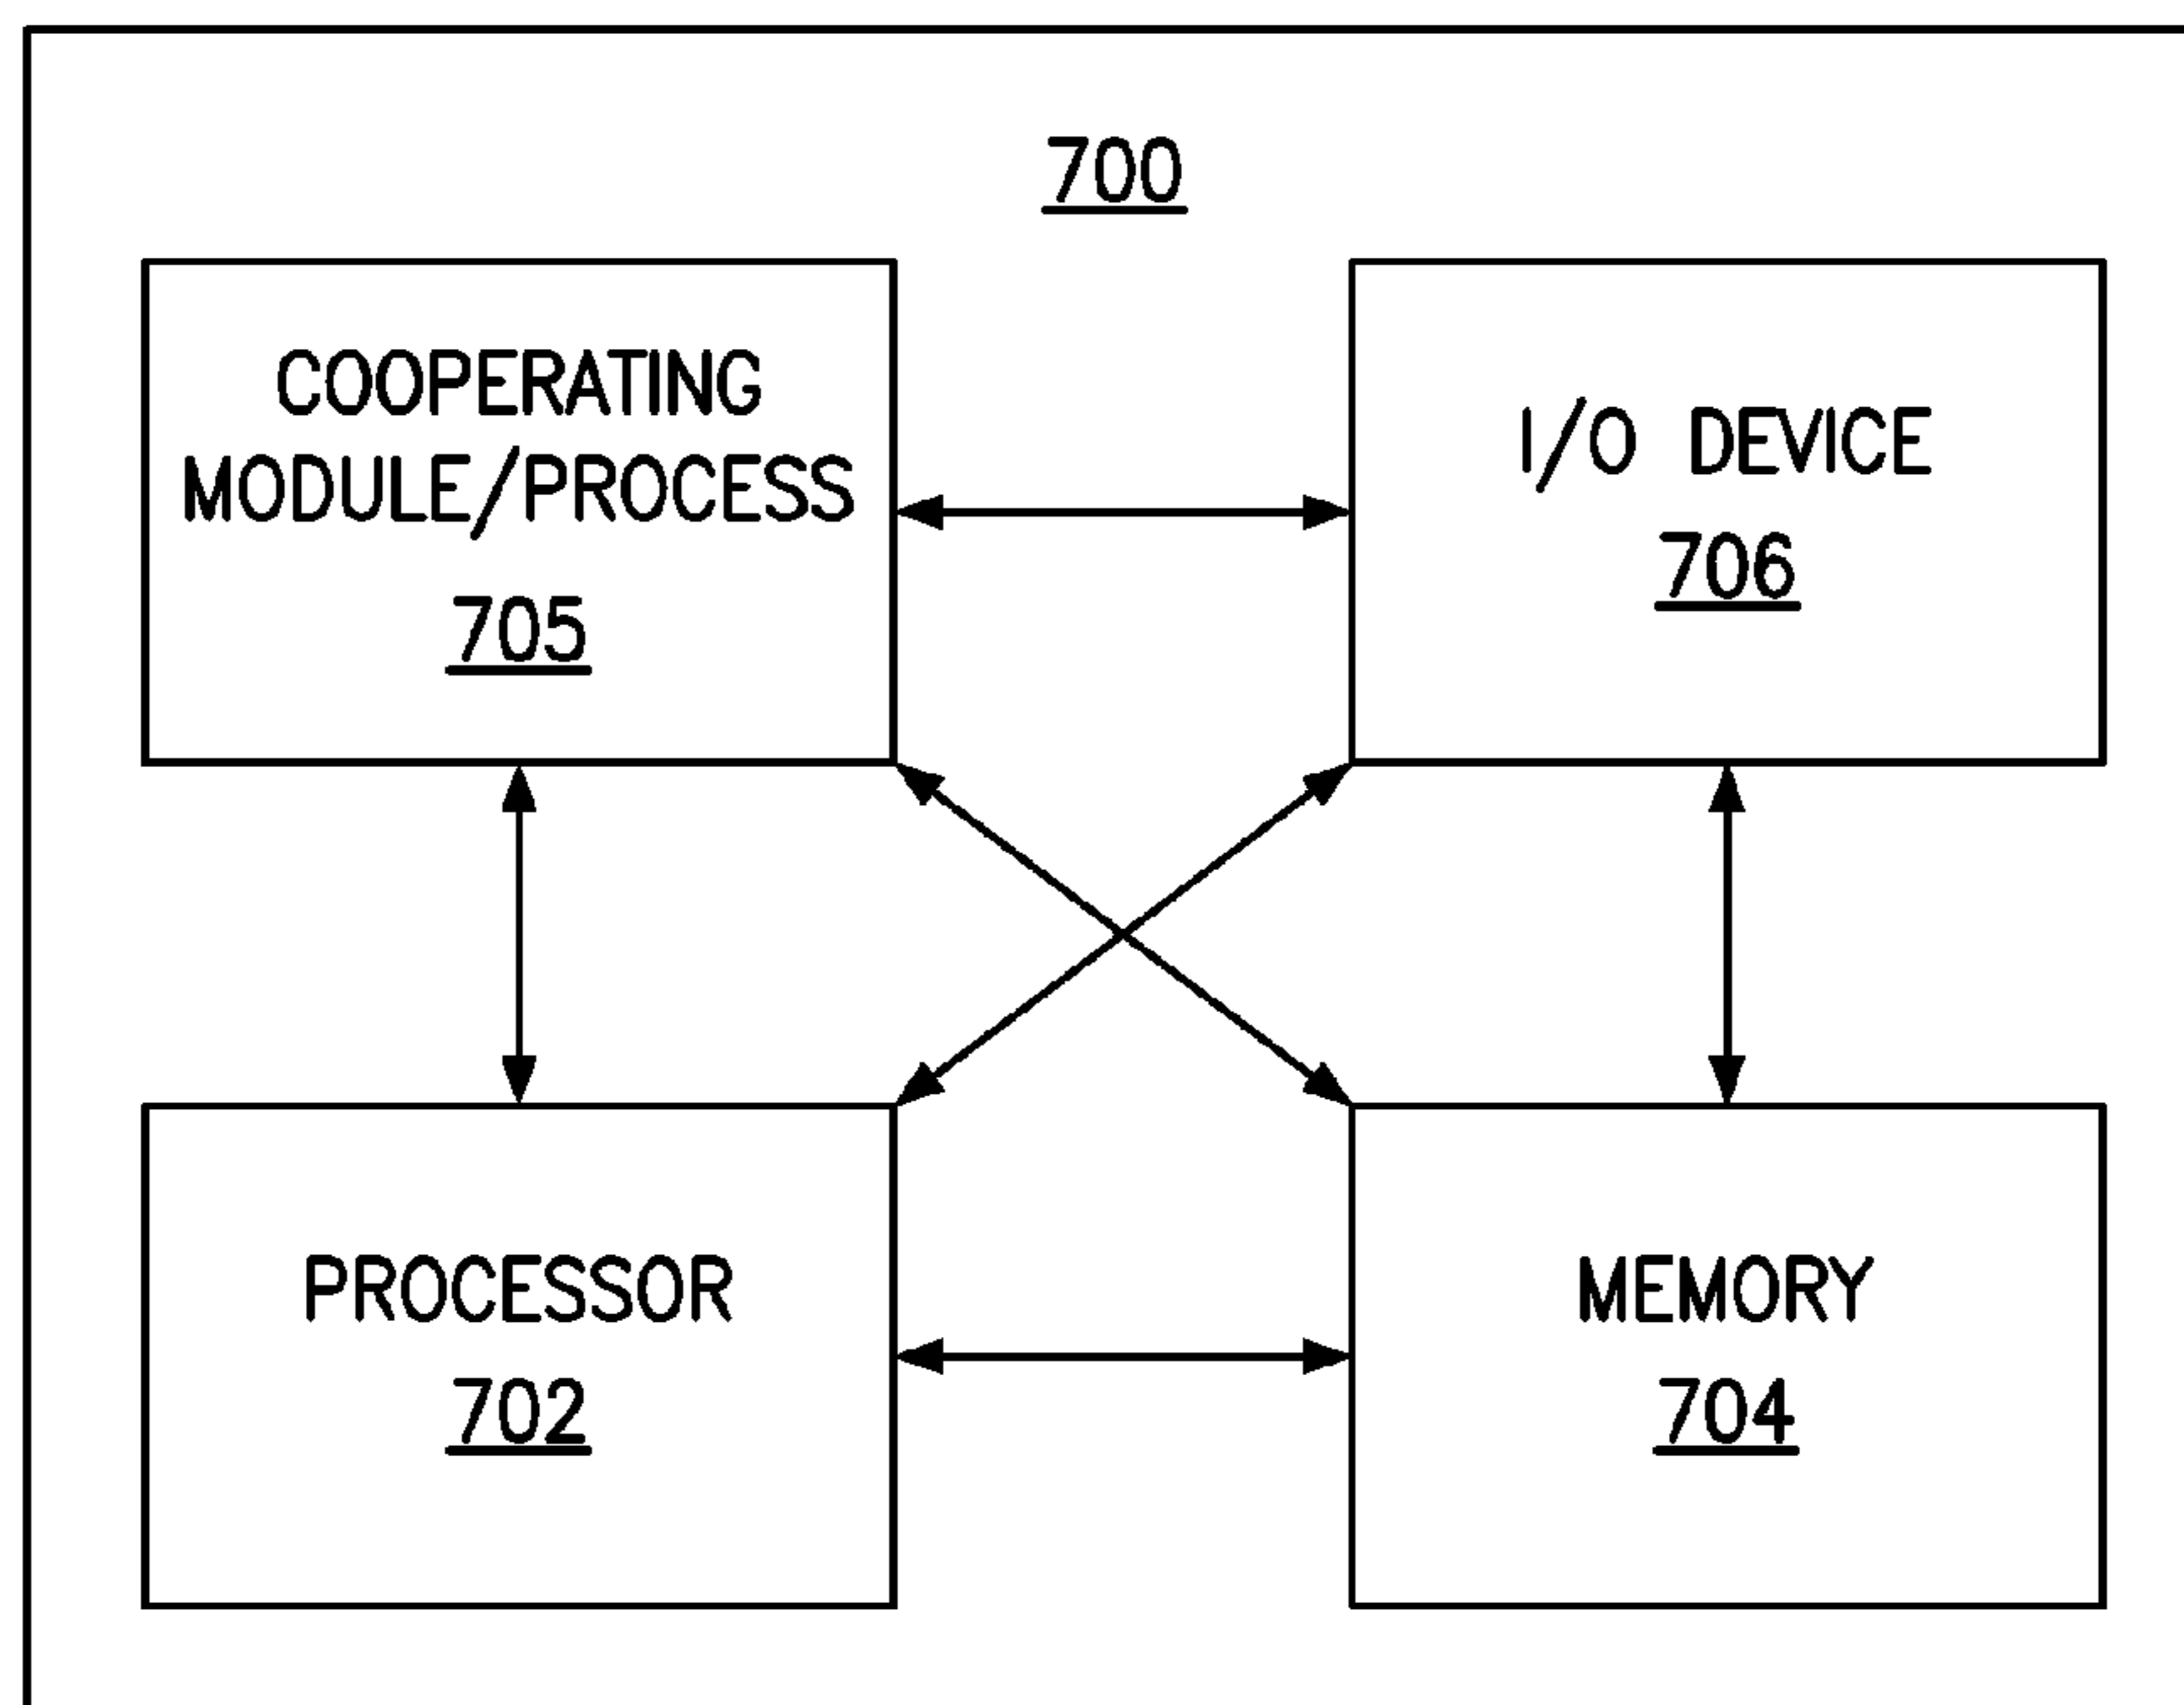 700
COOPERATING
MODULE/PROCESS
705
I/O DEVICE
706
PROCESSOR
702
MEMORY
704